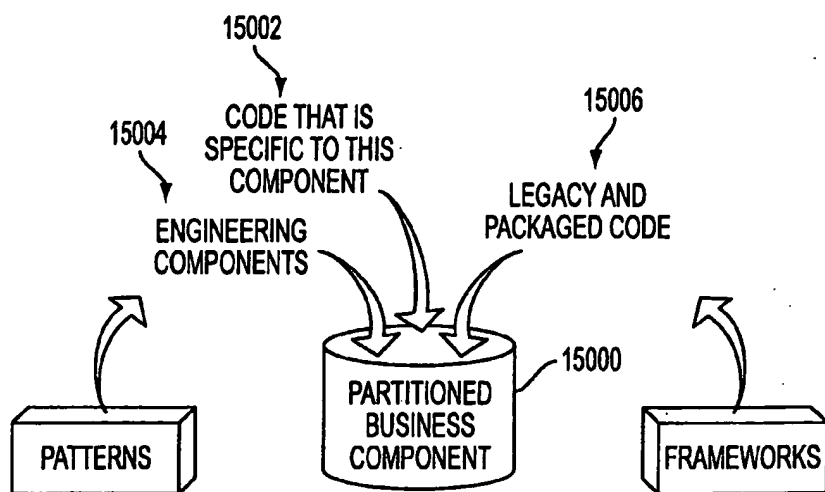 15002
CODE THAT IS
SPECIFIC TO THIS
COMPONENT
15004
ENGINEERING
COMPONENTS
15006
LEGACY AND
PACKAGED CODE
15000
PARTITIONED
BUSINESS
COMPONENT
PATTERNS
FRAMEWORKS